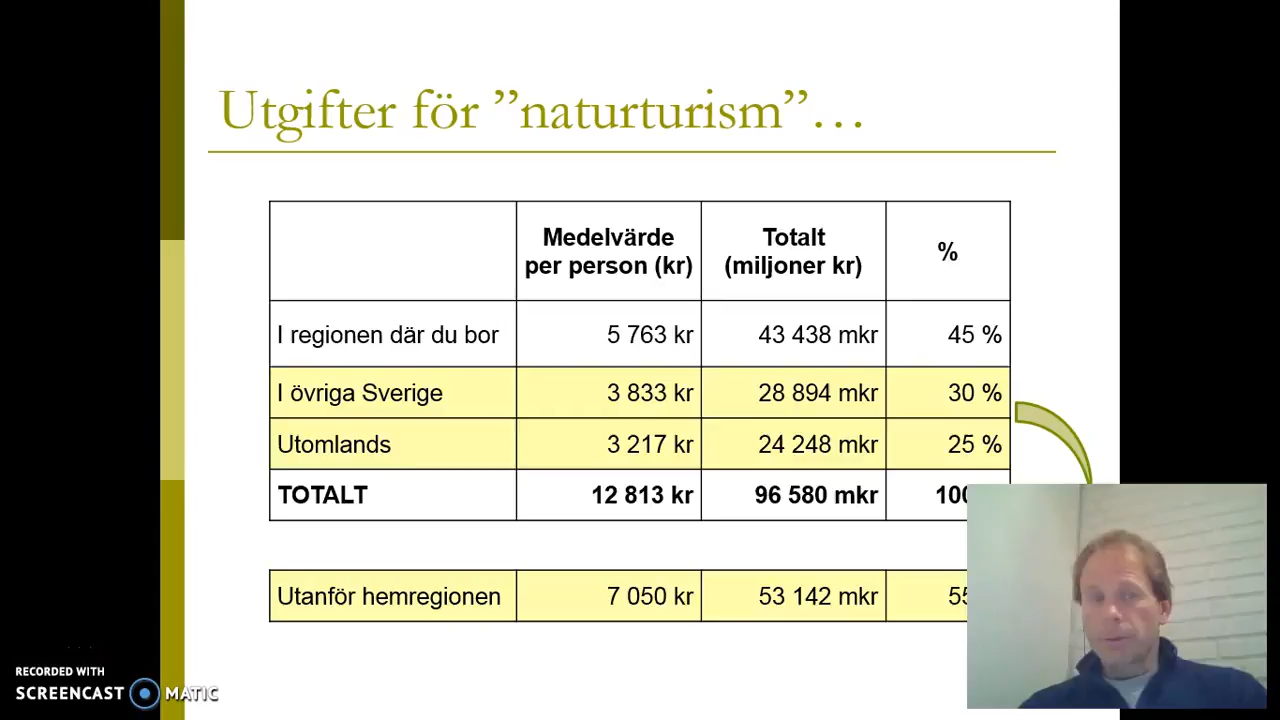 Utgifter för ”naturturism”…
Medelvärde per person (kr) Totalt (miljoner kr) %
I regionen där du bor 5 763 kr 43 438 mkr 45 %
I övriga Sverige 3 833 kr 28 894 mkr 30 %
Utomlands 3 217 kr 24 248 mkr 25 %
TOTALT 12 813 kr 96 580 mkr 100
Utanför hemregionen 7 050 kr 53 142 mkr 55
RECORDED WITH
SCREENCAST MATIC